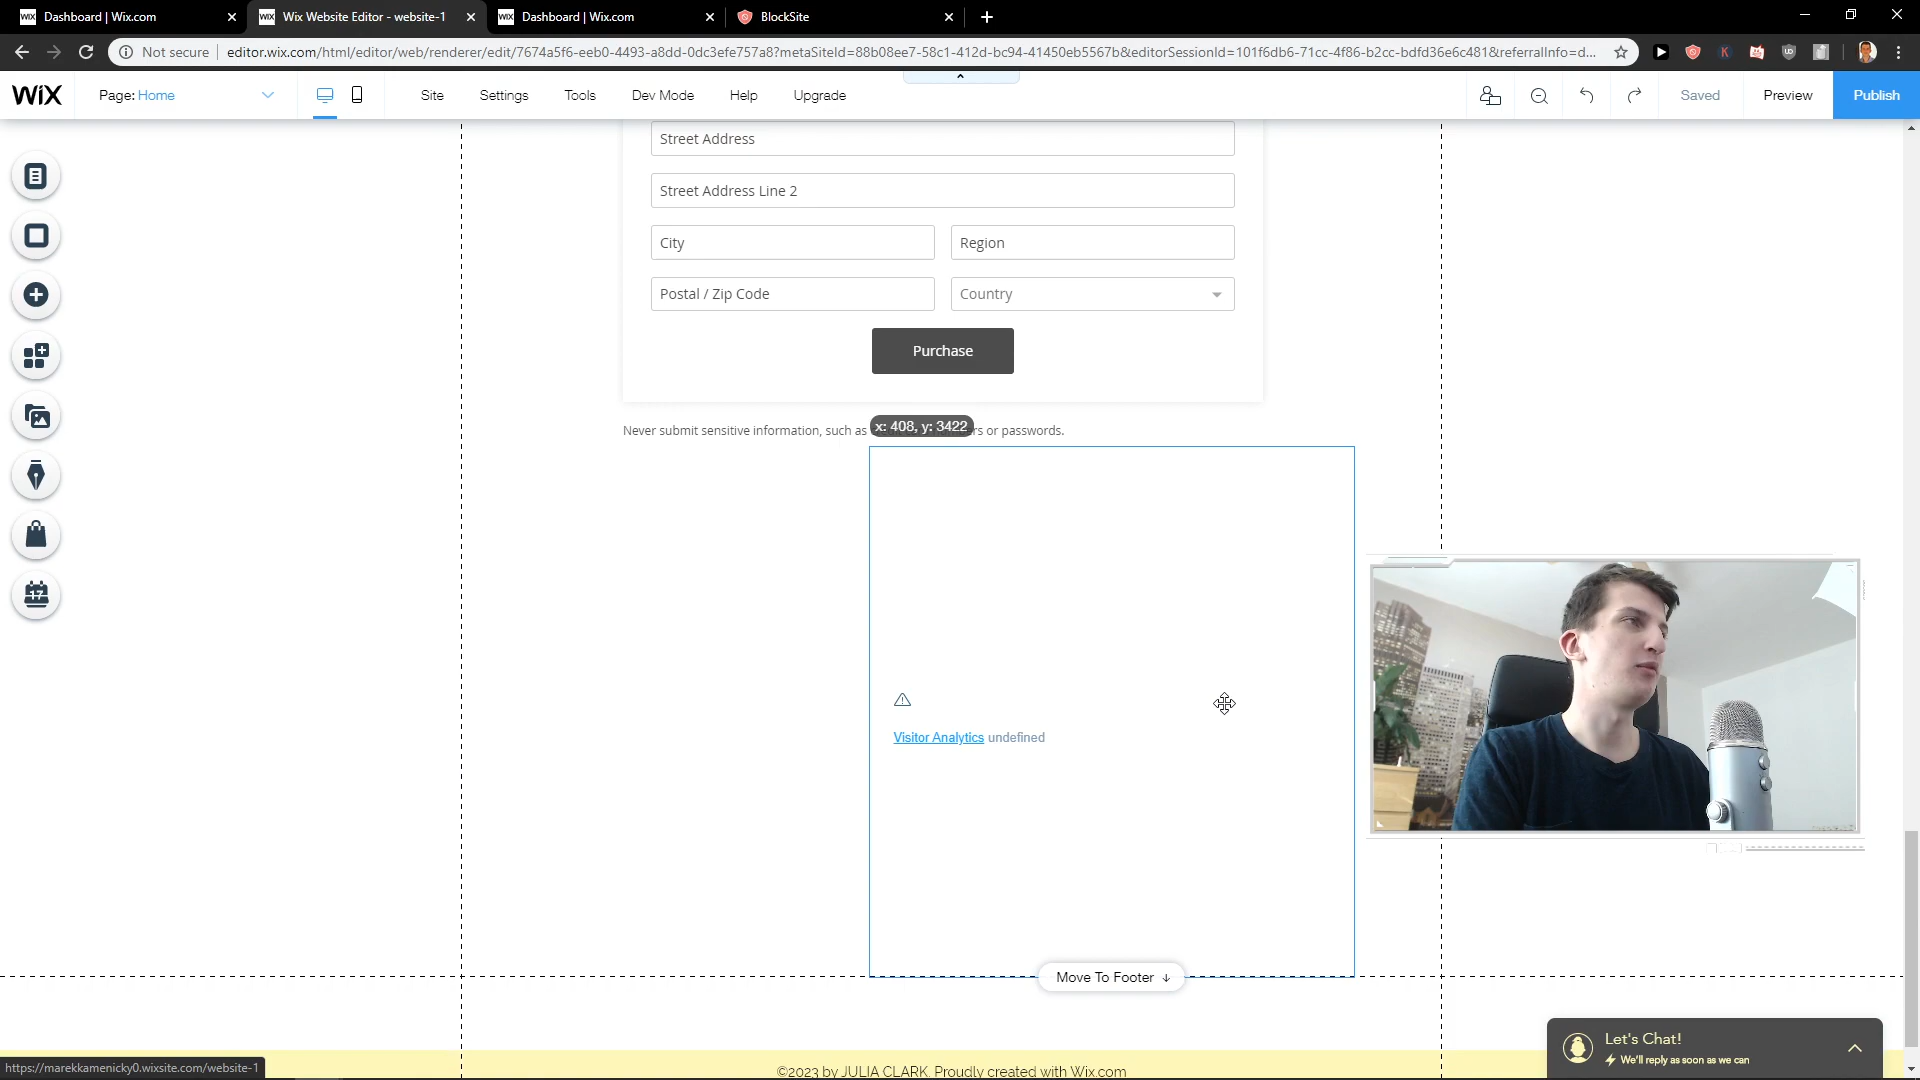 Dashboard | Wix.com
Wix Website Editor - website-1
Dashboard | Wix.com
BlockSite
Not secure
editor.wix.com/html/editor/web/renderer/edit/7674a5f6-eeb0-4493-a8dd-0dc3efe757a8?metaSiteId=88b08ee7-58c1-412d-bc94-41450eb5567b&editorSessionId=101f6db6-71cc-4f86-b2cc-bdfd36e6c481&referralInfo=d...
WiX
Page: Home
Site
Settings
Tools
Dev Mode
Help
Upgrade
Saved
Preview
Publish
Street Address
Street Address Line 2
City
Region
Postal / Zip Code
Country
Purchase
x: 408, y: 3422
Never submit sensitive information, such as rs or passwords.
Visitor Analytics undefined
17
Move To Footer ↓
Let's Chat!
We'll reply as soon as we can
https://marekkamenicky0.wixsite.com/website-1
©2023 by JULIA CLARK. Proudly created with Wix.com